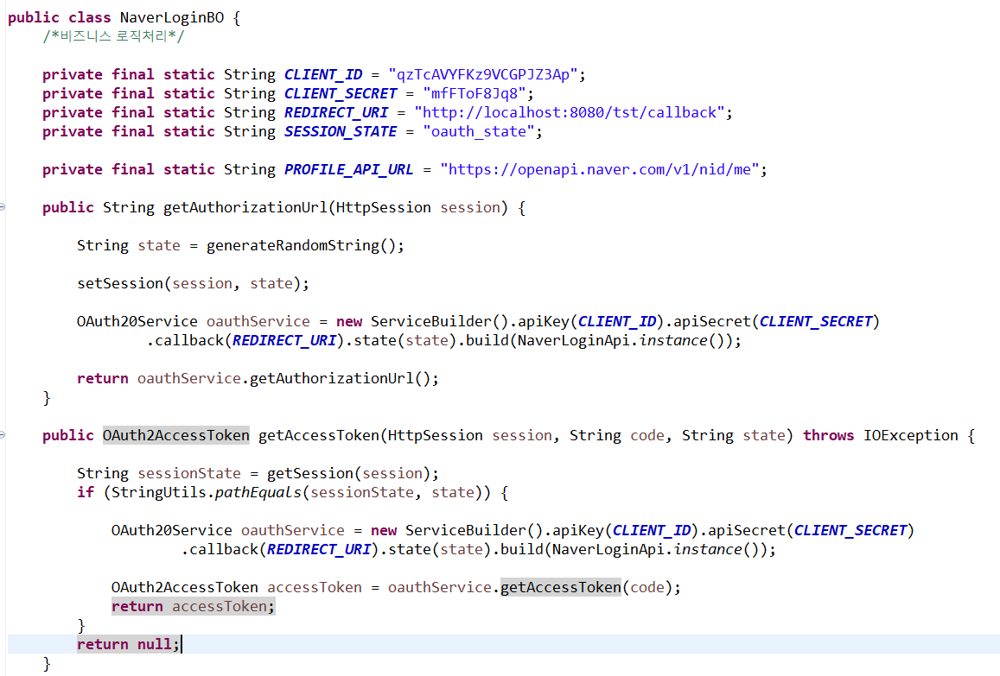 public class NaverLoginBO {
/*비즈니스 로직처리*/
private final static String CLIENT_ID = "qzTcAVYFKz9VCGPJZ3Ap";
private final static String CLIENT_SECRET = "mfFToF8Jq8";
private final static String REDIRECT_URI = "http://localhost:8080/tst/callback";
private final static String SESSION_STATE = "oauth_state";
private final static String PROFILE_API_URL = "https://openapi.naver.com/v1/nid/me";
public String getAuthorizationUrl(HttpSession session) {
String state = generateRandomString();
setSession(session, state);
OAuth20Service oauthService = new ServiceBuilder().apiKey(CLIENT_ID).apiSecret(CLIENT_SECRET)
.callback(REDIRECT_URI).state(state).build(NaverLoginApi.instance());
return oauthService.getAuthorizationUrl();
}
public OAuth2AccessToken getAccessToken(HttpSession session, String code, String state) throws IOException {
String sessionState = getSession(session);
if (StringUtils.pathEquals(sessionState, state)) {
OAuth20Service oauthService = new ServiceBuilder().apiKey(CLIENT_ID).apiSecret(CLIENT_SECRET)
.callback(REDIRECT_URI).state(state).build(NaverLoginApi.instance());
OAuth2AccessToken accessToken = oauthService.getAccessToken(code);
return accessToken;
}
return null;
}